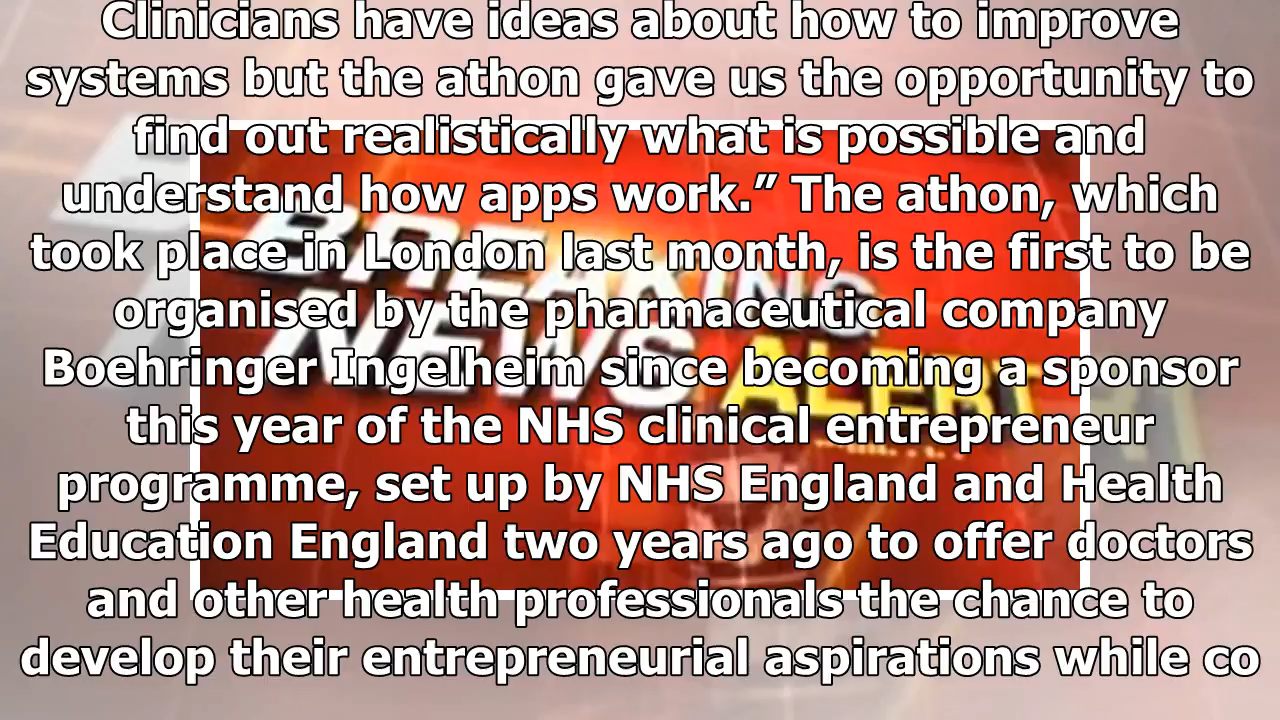 Clinicians have ideas about how to improve
systems but the athon gave us the opportunity to
find out realistically what is possible and
understand how apps work.” The athon, which
took place in London last month, is the first to be
organised by the pharmaceutical company
Boehringer Ingelheim since becoming a sponsor
this year of the NHS clinical entrepreneur
programme, set up by NHS England and Health
Education England two years ago to offer doctors
and other health professionals the chance to
develop their entrepreneurial aspirations while co
BREAKING
NEWS ALERT